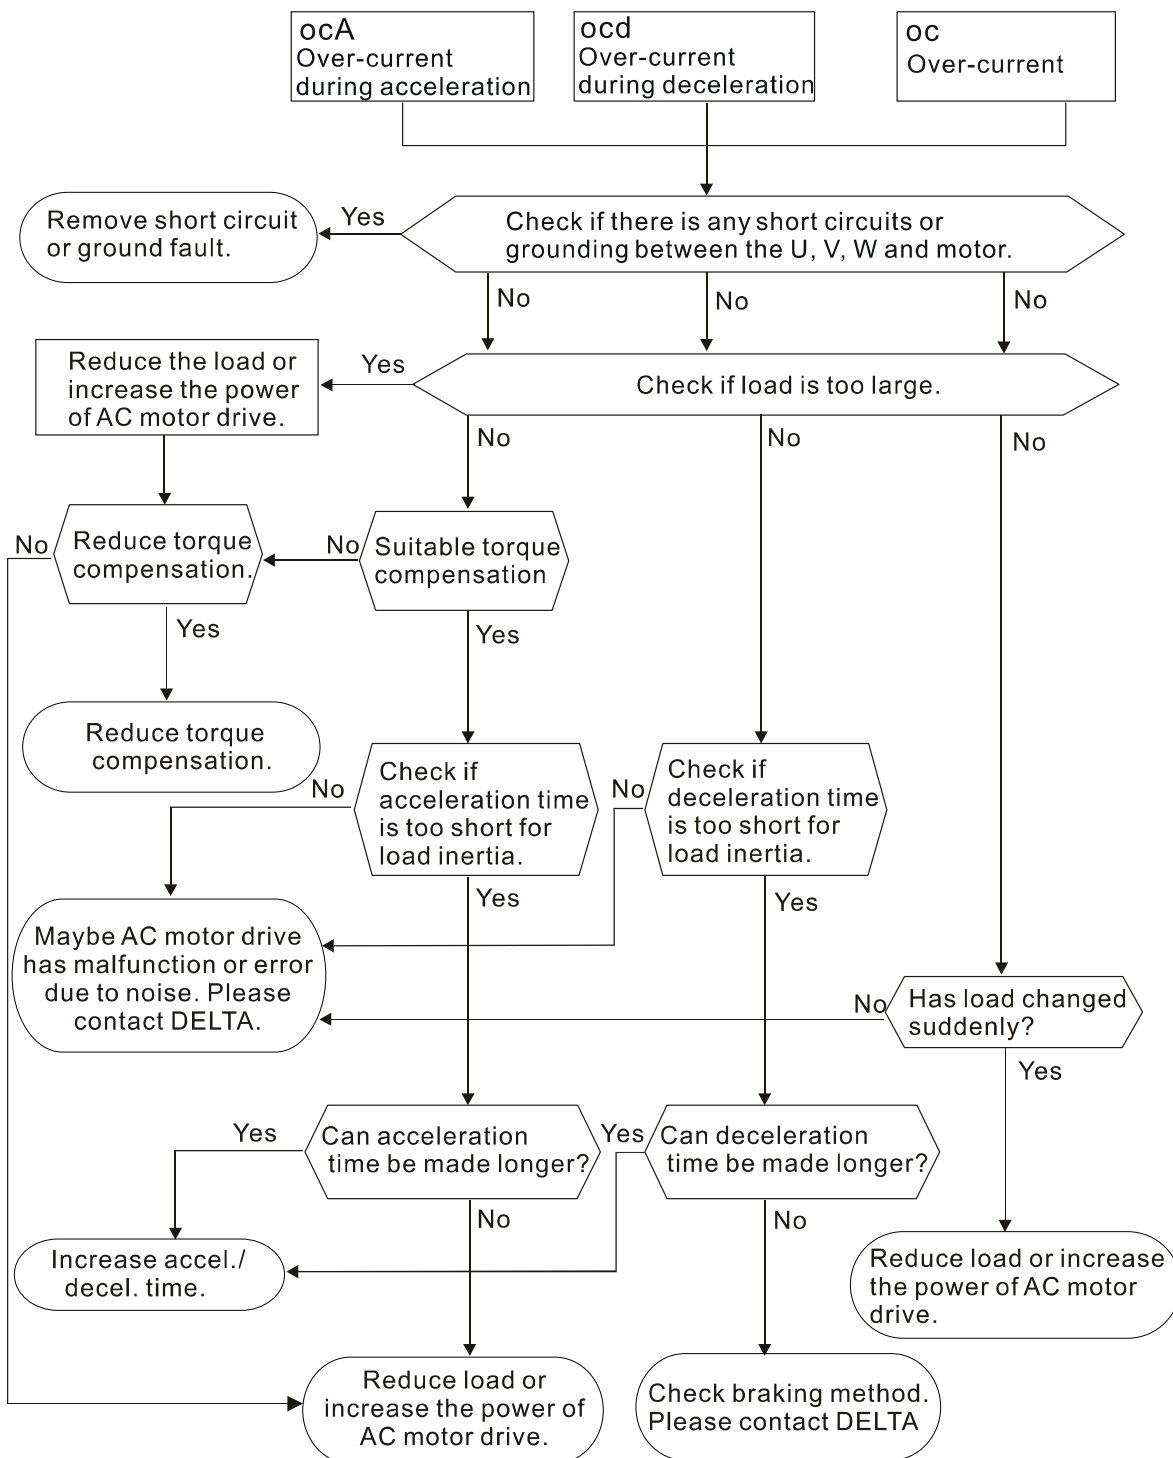 ocA
Over-current
during acceleration
ocd
Over-current
during deceleration
oc
Over-current
Remove short circuit
or ground fault.
Yes
Check if there is any short circuits or
grounding between the U, V, W and motor.
No
No
No
Reduce the load or
increase the power
of AC motor drive.
Yes
Check if load is too large.
No
No
No
No
Reduce torque
compensation.
No
Suitable torque
compensation
Yes
Yes
Reduce torque
compensation.
No
Check if
acceleration time
is too short for
load inertia.
No
Check if
deceleration time
is too short for
load inertia.
Yes
Yes
Maybe AC motor drive
has malfunction or error
due to noise. Please
contact DELTA.
No
Has load changed
suddenly?
Yes
Yes
Can acceleration
time be made longer?
Yes
Can deceleration
time be made longer?
No
No
Increase accel./
decel. time.
Reduce load or increase
the power of AC motor
drive.
Reduce load or
increase the power of
AC motor drive.
Check braking method.
Please contact DELTA